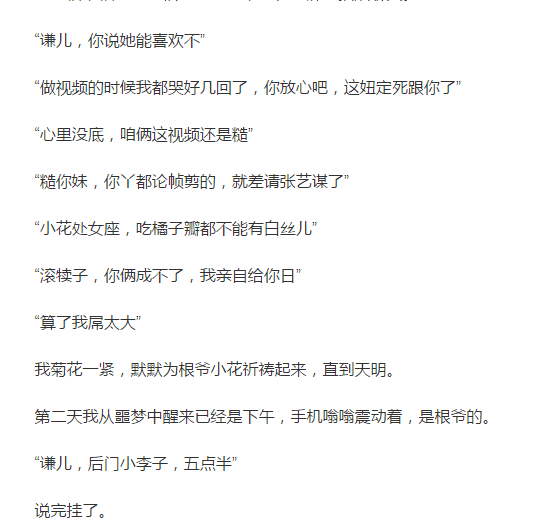 “谦儿，你说她能喜欢不”
“做视频的时候我都哭好几回了，你放心吧，这妞定死跟你了”
“心里没底，咱俩这视频还是糙”
“糙你妹，你丫都论帧剪的，就差请张艺谋了”
“小花处女座，吃橘子瓣都不能有白丝儿”
“滚犊子，你俩成不了，我亲自给你日”
“算了我屌太大”
我菊花一紧，默默为根爷小花祈祷起来，直到天明。
第二天我从噩梦中醒来已经是下午，手机嗡嗡震动着，是根爷的。
“谦儿，后门小李子，五点半”
说完挂了。